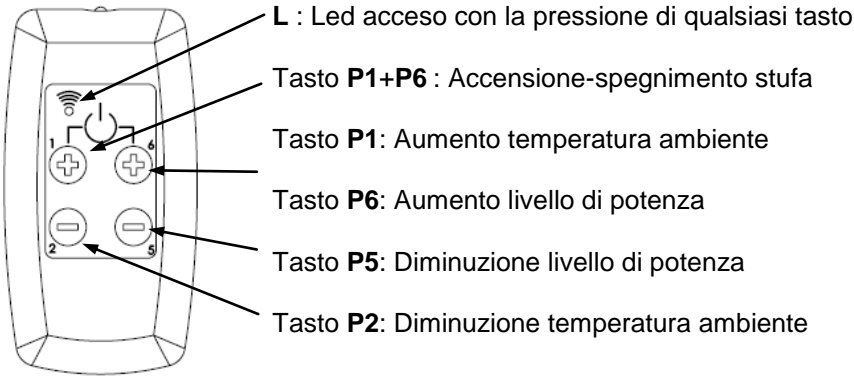 L : Led acceso con la pressione di qualsiasi tasto
Tasto P1+P6 : Accensione-spegnimento stufa
Tasto P1: Aumento temperatura ambiente
Tasto P6: Aumento livello di potenza
Tasto P5: Diminuzione livello di potenza
Tasto P2: Diminuzione temperatura ambiente
1 6
2 5